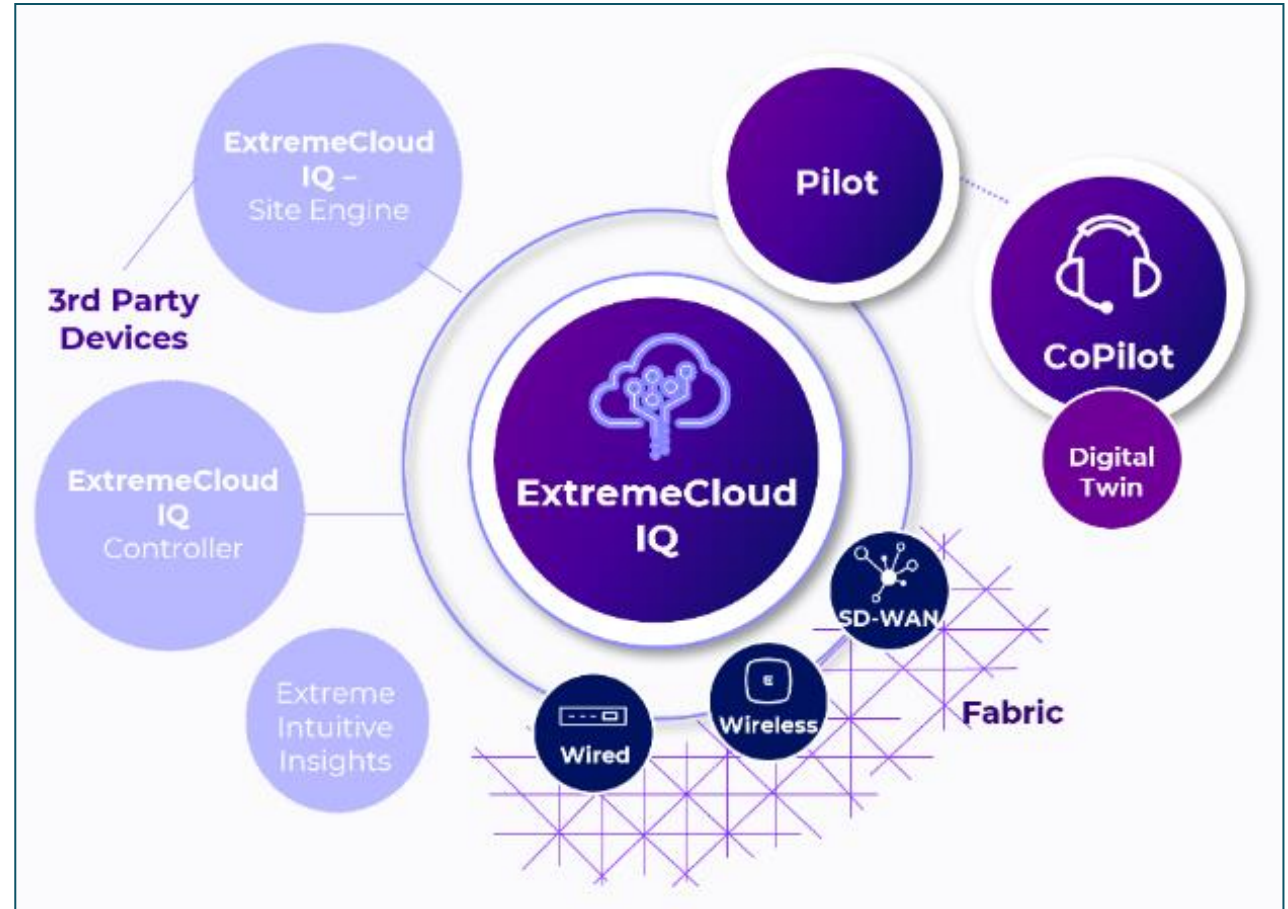 ExtremeCloud
IQ –
Site Engine
Pilot
CoPilot
Digital
Twin
3rd Party
Devices
ExtremeCloud
IQ
ExtremeCloud
IQ
Controller
SD-WAN
Wireless
Wired
Fabric
Extreme
Intuitive
Insights